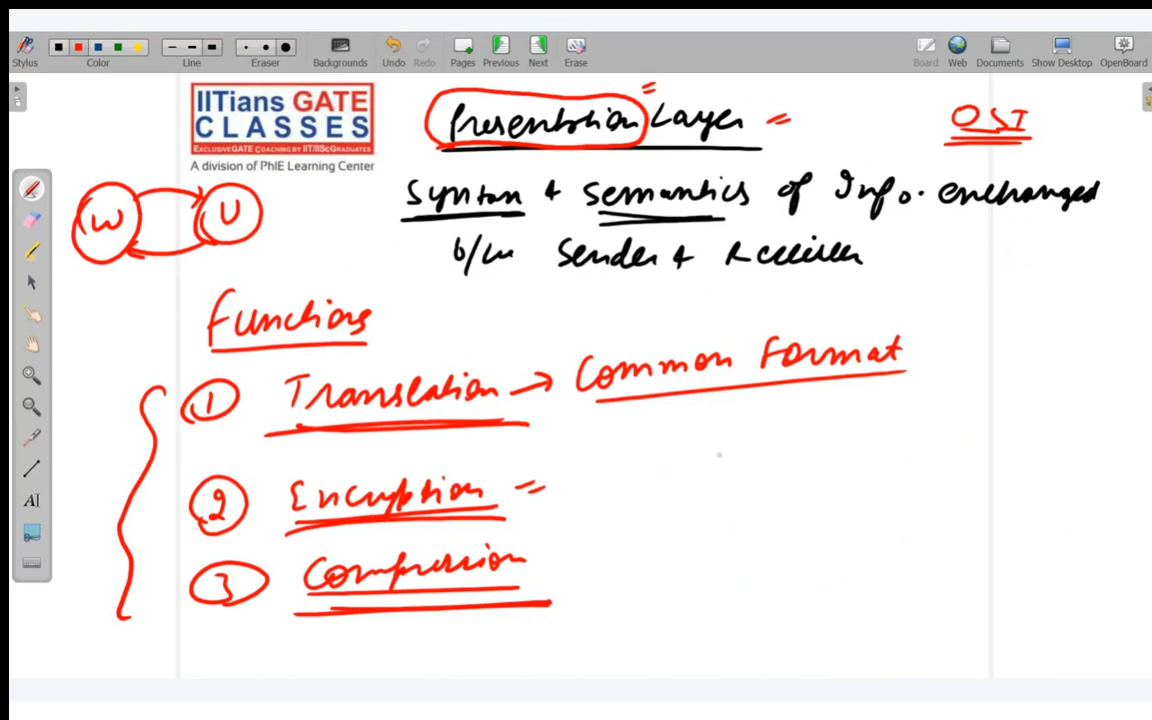 Stylus
Color
Line
Eraser
Backgrounds
Undo
Redo
Pages
Previous
Next
Erase
Board
Web
Documents
Show Desktop
OpenBoard
IITians GATE
CLASSES
EXCLUSIVE GATE COACHING BY IIT/IISC GRADUATES
A division of PhIE Learning Center
Presentation Layer =
OSI
W
U
Syntax & Semantics of Info. exchanged
b/w Sender & Receiver
Functions
1 Translation → Common Format
2 Encryption =
3 Compression